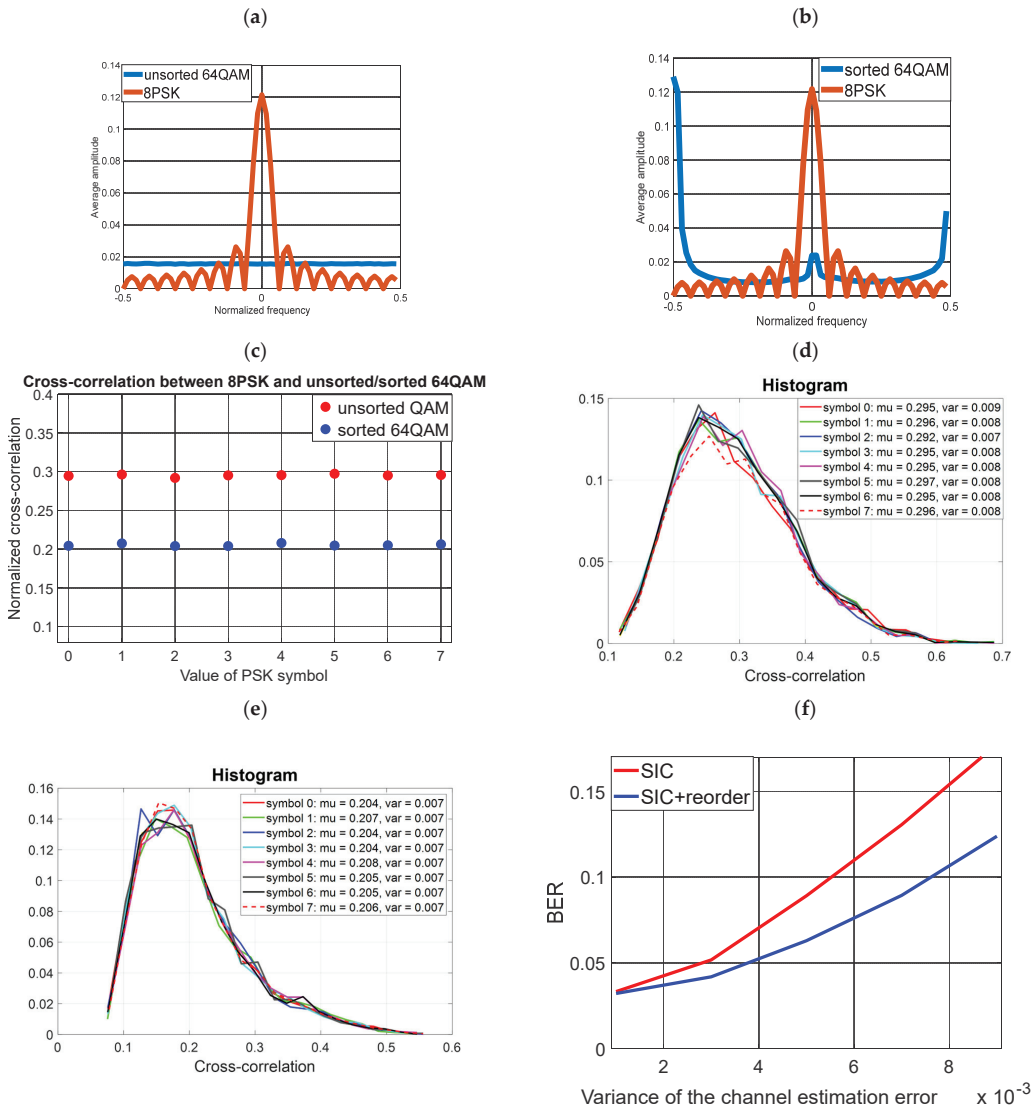 (a)
0.14
0.12
0.1
0.08
0.06
0.04
0.02
0
Average amplitude
unsorted 64QAM
8PSK
-0.5
0
0.5
Normalized frequency
(b)
0.14
0.12
0.1
0.08
0.06
0.04
0.02
0
Average amplitude
sorted 64QAM
8PSK
-0.5
0
0.5
Normalized frequency
(c)
Cross-correlation between 8PSK and unsorted/sorted 64QAM
0.4
0.3
0.2
0.1
Normalized cross-correlation
unsorted QAM
sorted 64QAM
0 1 2 3 4 5 6 7
Value of PSK symbol
(d)
Histogram
0.15
0.1
0.05
0
symbol 0: mu = 0.295, var = 0.009
symbol 1: mu = 0.296, var = 0.008
symbol 2: mu = 0.292, var = 0.007
symbol 3: mu = 0.295, var = 0.008
symbol 4: mu = 0.295, var = 0.008
symbol 5: mu = 0.297, var = 0.008
symbol 6: mu = 0.295, var = 0.008
symbol 7: mu = 0.296, var = 0.008
0.1 0.2 0.3 0.4 0.5 0.6 0.7
Cross-correlation
(e)
Histogram
0.16
0.14
0.12
0.1
0.08
0.06
0.04
0.02
0
symbol 0: mu = 0.204, var = 0.007
symbol 1: mu = 0.207, var = 0.007
symbol 2: mu = 0.204, var = 0.007
symbol 3: mu = 0.204, var = 0.007
symbol 4: mu = 0.208, var = 0.007
symbol 5: mu = 0.205, var = 0.007
symbol 6: mu = 0.205, var = 0.007
symbol 7: mu = 0.206, var = 0.007
0 0.1 0.2 0.3 0.4 0.5 0.6
Cross-correlation
(f)
0.15
0.1
0.05
0
BER
SIC
SIC+reorder
2 4 6 8
Variance of the channel estimation error x 10-3